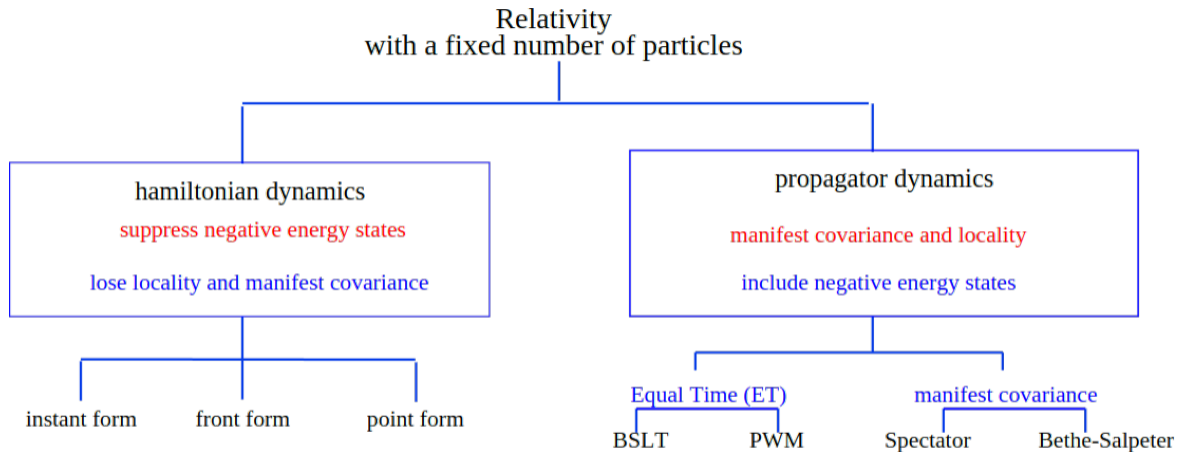 Relativity
with a fixed number of particles
hamiltonian dynamics
suppress negative energy states
lose locality and manifest covariance
propagator dynamics
manifest covariance and locality
include negative energy states
instant form
front form
point form
Equal Time (ET)
manifest covariance
BSLT
PWM
Spectator
Bethe-Salpeter